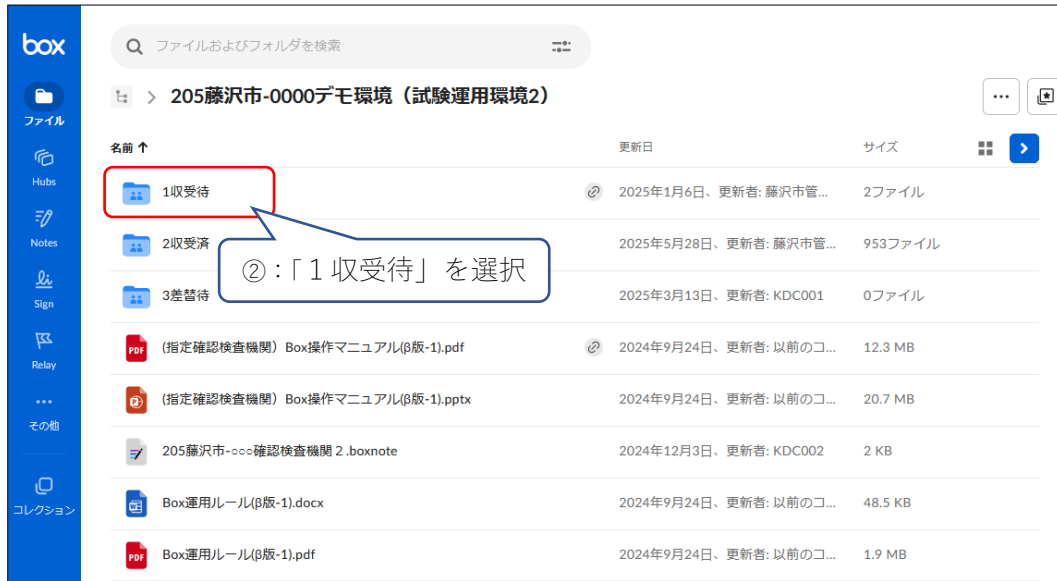 box
ファイルおよびフォルダを検索
205藤沢市-0000デモ環境（試験運用環境2）
ファイル
名前
更新日
サイズ
Hubs
1収受待
2025年1月6日、更新者: 藤沢市管...
2ファイル
Notes
2収受済
2025年5月28日、更新者: 藤沢市管...
953ファイル
②：「１収受待」を選択
Sign
3差替待
2025年3月13日、更新者: KDC001
0ファイル
Relay
PDF
(指定確認検査機関）Box操作マニュアル(β版-1).pdf
2024年9月24日、更新者: 以前のコ...
12.3 MB
(指定確認検査機関）Box操作マニュアル(β版-1).pptx
2024年9月24日、更新者: 以前のコ...
20.7 MB
その他
205藤沢市-○○○確認検査機関２.boxnote
2024年12月3日、更新者: KDC002
2 KB
コレクション
Box運用ルール(β版-1).docx
2024年9月24日、更新者: 以前のコ...
48.5 KB
PDF
Box運用ルール(β版-1).pdf
2024年9月24日、更新者: 以前のコ...
1.9 MB